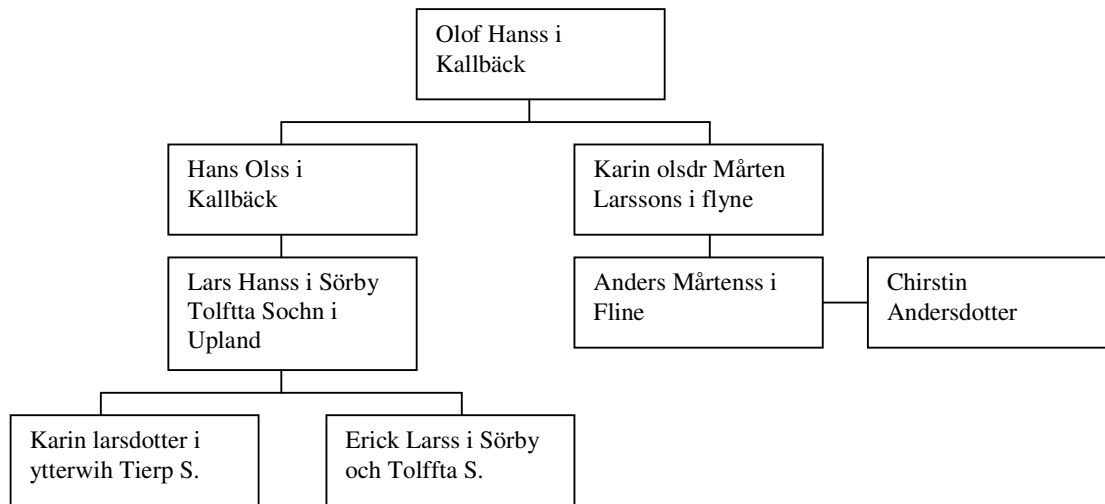 Olof Hanss i
Kallbäck
Hans Olss i
Kallbäck
Karin olsdr Mårten
Larssons i flyne
Lars Hanss i Sörby
Tolftta Sochn i
Upland
Anders Mårtenss i
Fline
Chirstin
Andersdotter
Karin larsdotter i
ytterwih Tierp S.
Erick Larss i Sörby
och Tolffta S.